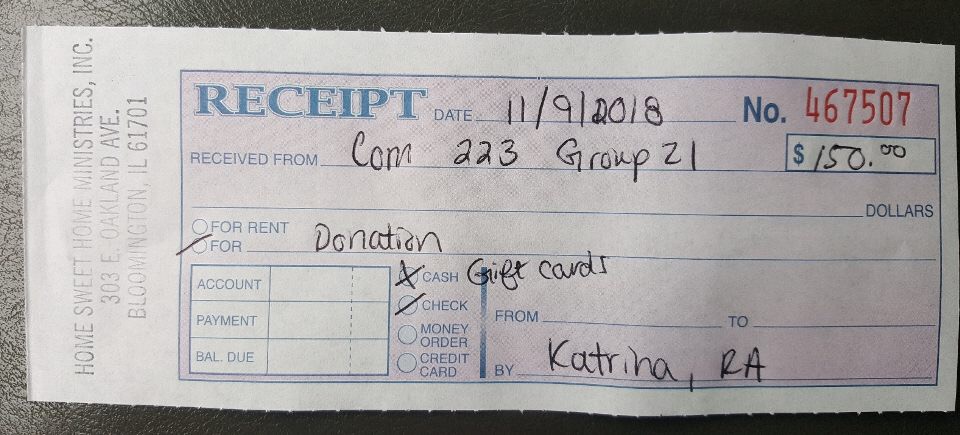 HOME SWEET HOME MINISTRIES, INC.
303 E. OAKLAND AVE.
BLOOMINGTON, IL 61701
RECEIPT DATE 11/9/2018 No. 467507
RECEIVED FROM Com 223 Group 21 $ 150.00
DOLLARS
FOR RENT
FOR Donation
ACCOUNT
PAYMENT
BAL. DUE
CASH Gift cards
CHECK
MONEY
ORDER
CREDIT
CARD
FROM TO
BY Katrina, RA